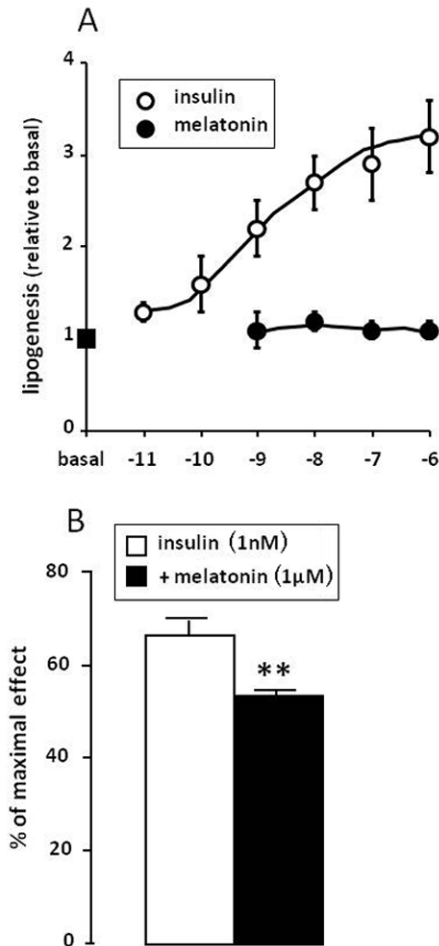 A
4
3
2
1
0
lipogenesis (relative to basal)
insulin
melatonin
basal -11 -10 -9 -8 -7 -6
B
insulin (1nM)
+ melatonin (1µM)
80
60
40
20
0
% of maximal effect
**